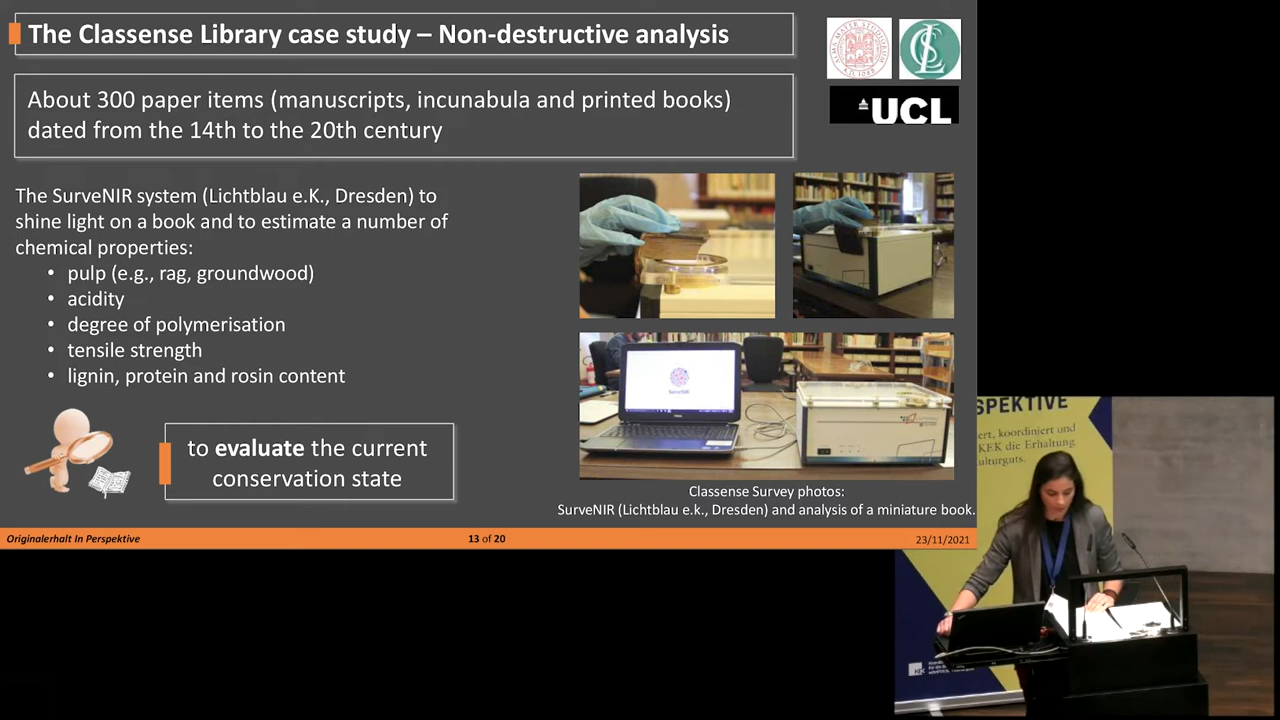 The Classense Library case study – Non-destructive analysis
UCL
About 300 paper items (manuscripts, incunabula and printed books)
dated from the 14th to the 20th century
The SurveNIR system (Lichtblau e.K., Dresden) to
shine light on a book and to estimate a number of
chemical properties:
• pulp (e.g., rag, groundwood)
• acidity
• degree of polymerisation
• tensile strength
• lignin, protein and rosin content
to evaluate the current
conservation state
SurveNIR
Classense Survey photos:
SurveNIR (Lichtblau e.k., Dresden) and analysis of a miniature book.
Originalerhalt In Perspektive
13 of 20
23/11/2021
SPEKTIVE
ert, koordiniert und
KEK die Erhaltung
ulturguts.